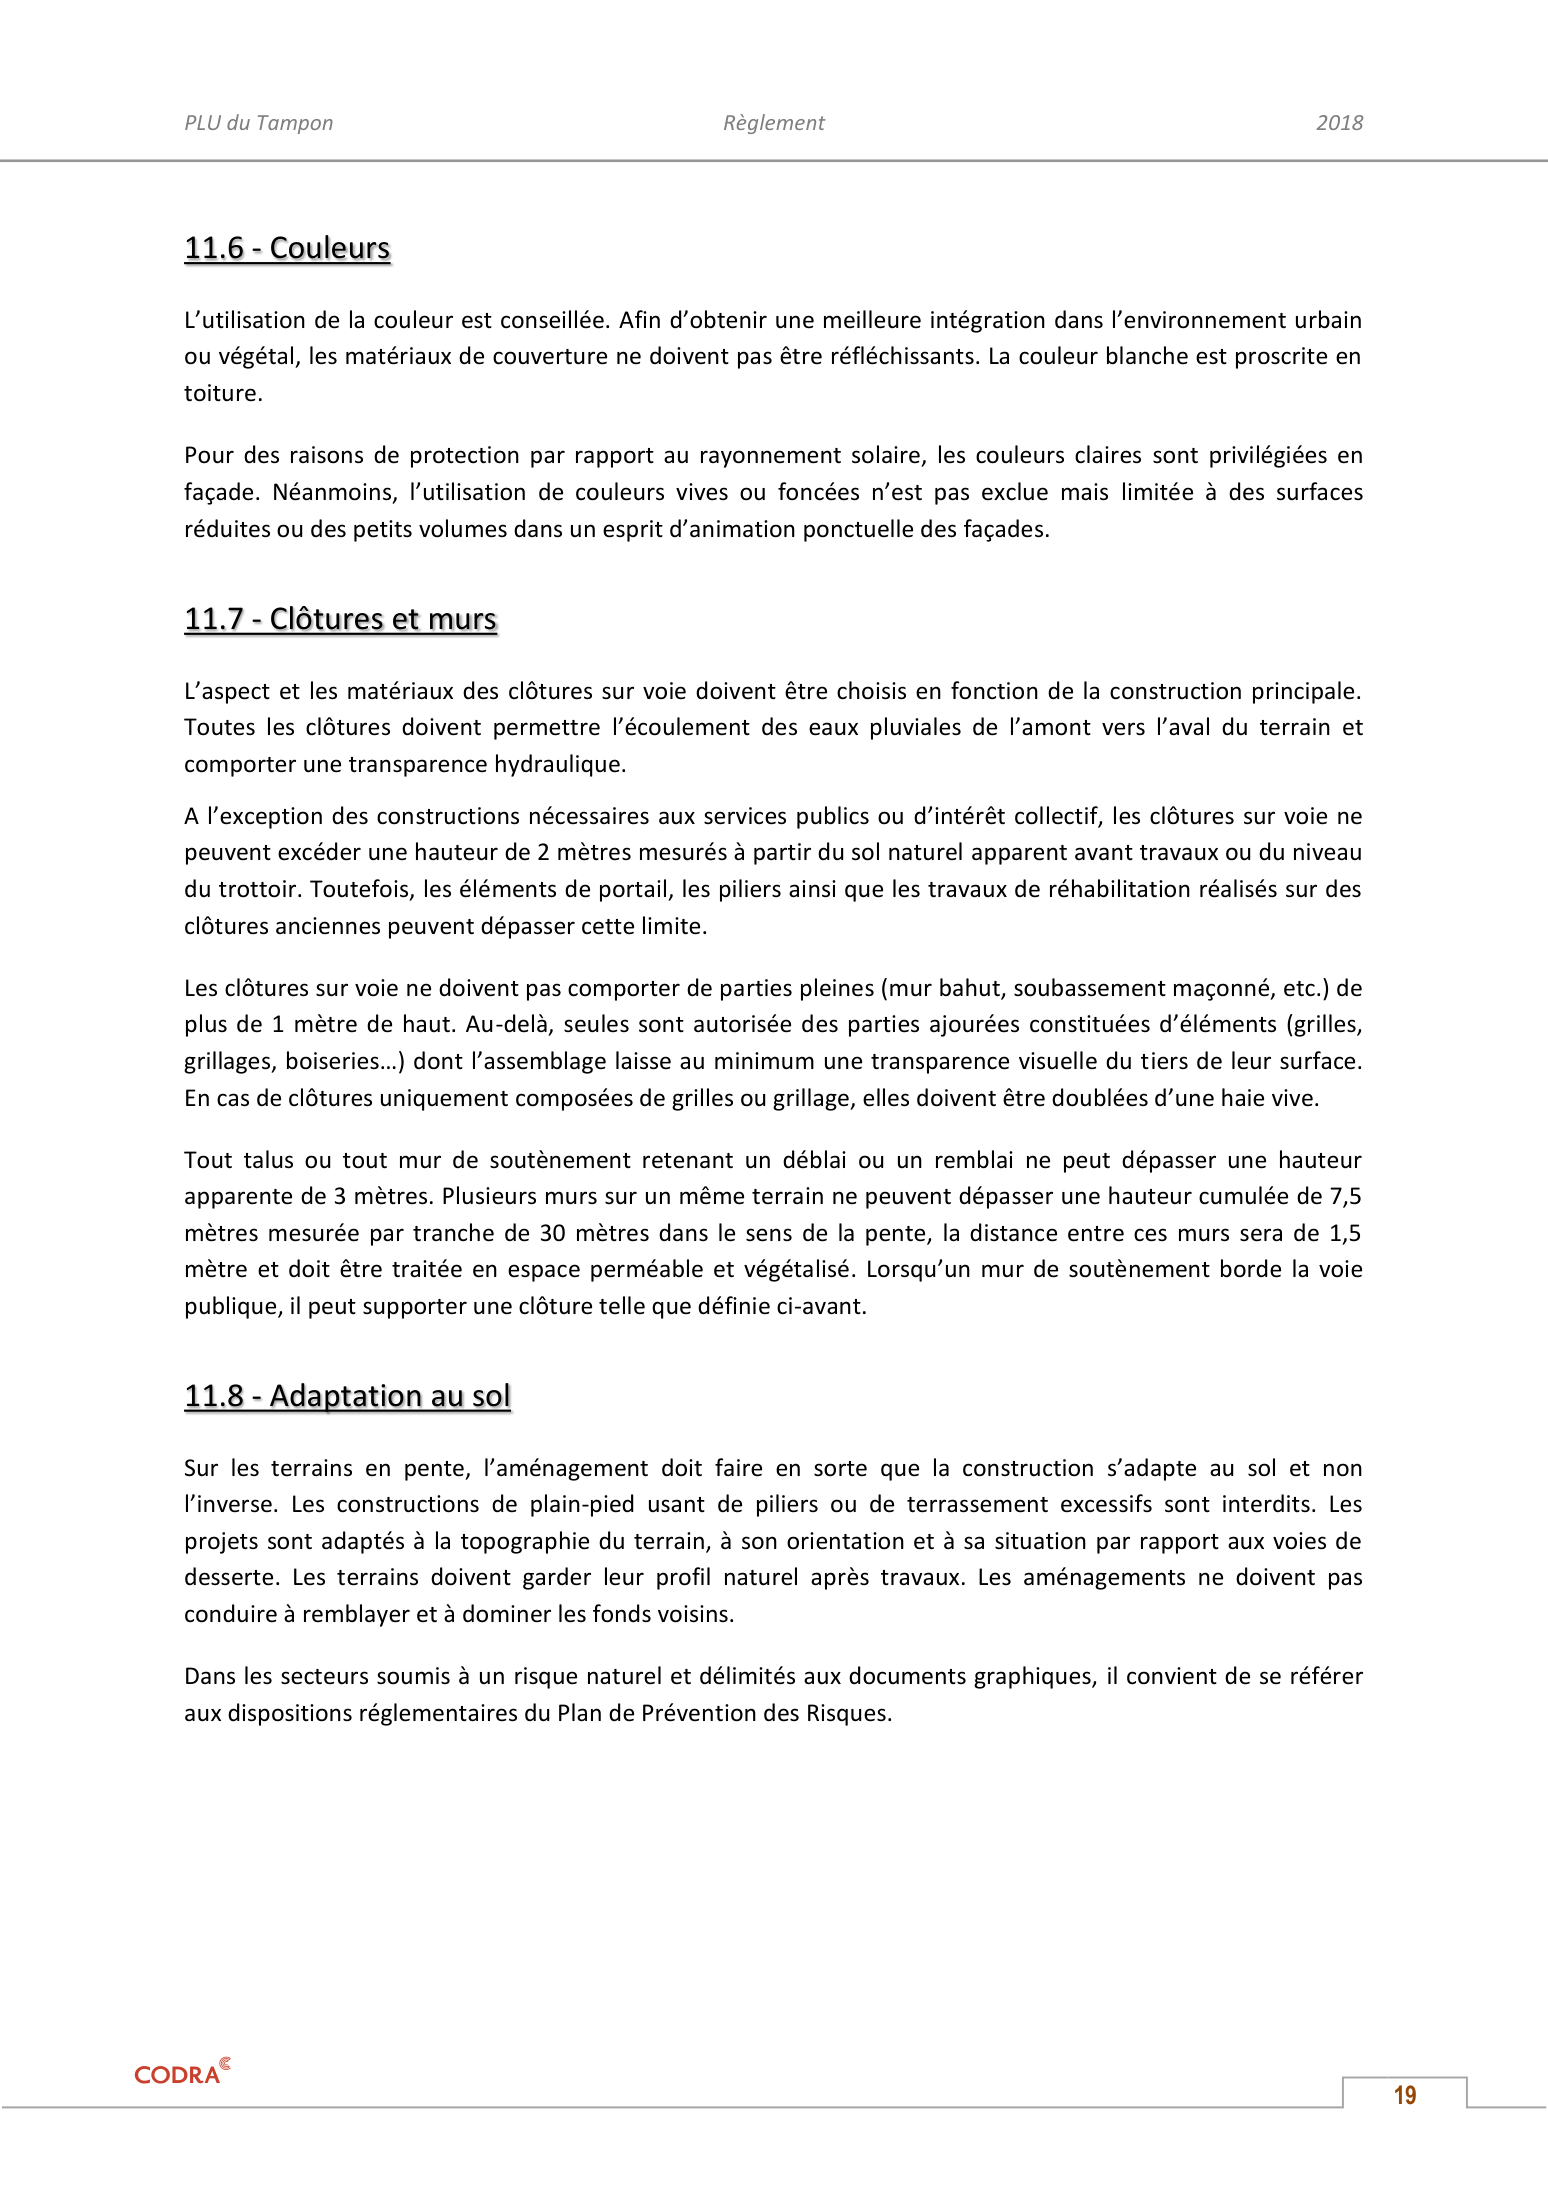 PLU du Tampon Règlement 2018
11.6 - Couleurs
L’utilisation de la couleur est conseillée. Afin d’obtenir une meilleure intégration dans l’environnement urbain
ou végétal, les matériaux de couverture ne doivent pas être réfléchissants. La couleur blanche est proscrite en
toiture.
Pour des raisons de protection par rapport au rayonnement solaire, les couleurs claires sont privilégiées en
façade. Néanmoins, l’utilisation de couleurs vives ou foncées n’est pas exclue mais limitée à des surfaces
réduites ou des petits volumes dans un esprit d’animation ponctuelle des façades.
11.7 - Clôtures et murs
L’aspect et les matériaux des clôtures sur voie doivent être choisis en fonction de la construction principale.
Toutes les clôtures doivent permettre l’écoulement des eaux pluviales de l’amont vers l’aval du terrain et
comporter une transparence hydraulique.
A l’exception des constructions nécessaires aux services publics ou d’intérêt collectif, les clôtures sur voie ne
peuvent excéder une hauteur de 2 mètres mesurés à partir du sol naturel apparent avant travaux ou du niveau
du trottoir. Toutefois, les éléments de portail, les piliers ainsi que les travaux de réhabilitation réalisés sur des
clôtures anciennes peuvent dépasser cette limite.
Les clôtures sur voie ne doivent pas comporter de parties pleines (mur bahut, soubassement maçonné, etc.) de
plus de 1 mètre de haut. Au-delà, seules sont autorisée des parties ajourées constituées d’éléments (grilles,
grillages, boiseries…) dont l’assemblage laisse au minimum une transparence visuelle du tiers de leur surface.
En cas de clôtures uniquement composées de grilles ou grillage, elles doivent être doublées d’une haie vive.
Tout talus ou tout mur de soutènement retenant un déblai ou un remblai ne peut dépasser une hauteur
apparente de 3 mètres. Plusieurs murs sur un même terrain ne peuvent dépasser une hauteur cumulée de 7,5
mètres mesurée par tranche de 30 mètres dans le sens de la pente, la distance entre ces murs sera de 1,5
mètre et doit être traitée en espace perméable et végétalisé. Lorsqu’un mur de soutènement borde la voie
publique, il peut supporter une clôture telle que définie ci-avant.
11.8 - Adaptation au sol
Sur les terrains en pente, l’aménagement doit faire en sorte que la construction s’adapte au sol et non
l’inverse. Les constructions de plain-pied usant de piliers ou de terrassement excessifs sont interdits. Les
projets sont adaptés à la topographie du terrain, à son orientation et à sa situation par rapport aux voies de
desserte. Les terrains doivent garder leur profil naturel après travaux. Les aménagements ne doivent pas
conduire à remblayer et à dominer les fonds voisins.
Dans les secteurs soumis à un risque naturel et délimités aux documents graphiques, il convient de se référer
aux dispositions réglementaires du Plan de Prévention des Risques.
CODRA
19